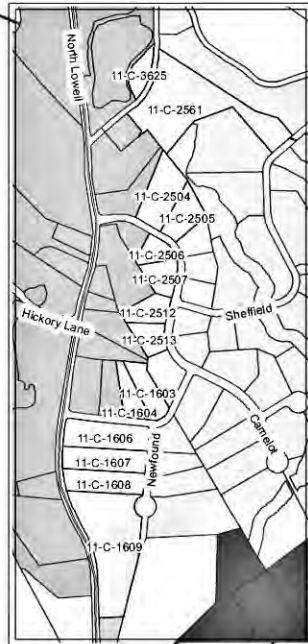 North Lowell
11-C-3625
11-C-2561
11-C-2504
11-C-2505
11-C-2506
11-C-2507
Hickory Lane
11-C-2512
Sheffield
11-C-2513
11-C-1603
11-C-1604
Camelot
11-C-1606
Newfound
11-C-1607
11-C-1608
11-C-1609